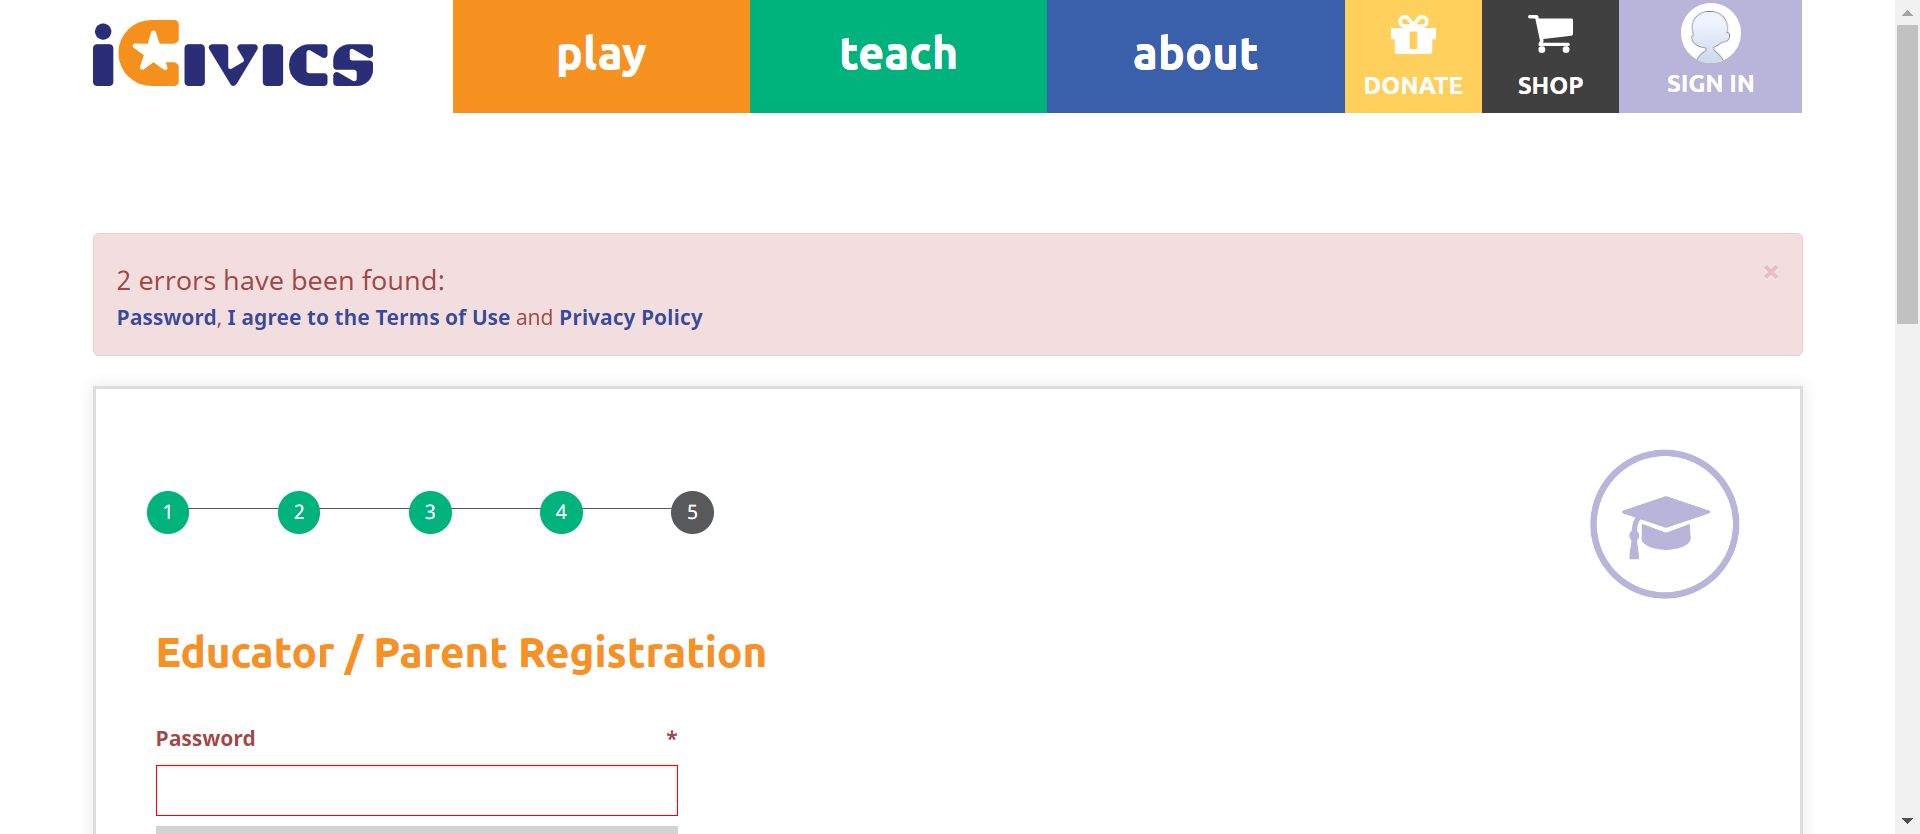 iCivics
play
teach
about
DONATE
SHOP
SIGN IN
2 errors have been found:
×
Password, I agree to the Terms of Use and Privacy Policy
1
2
3
4
5
Educator / Parent Registration
Password *